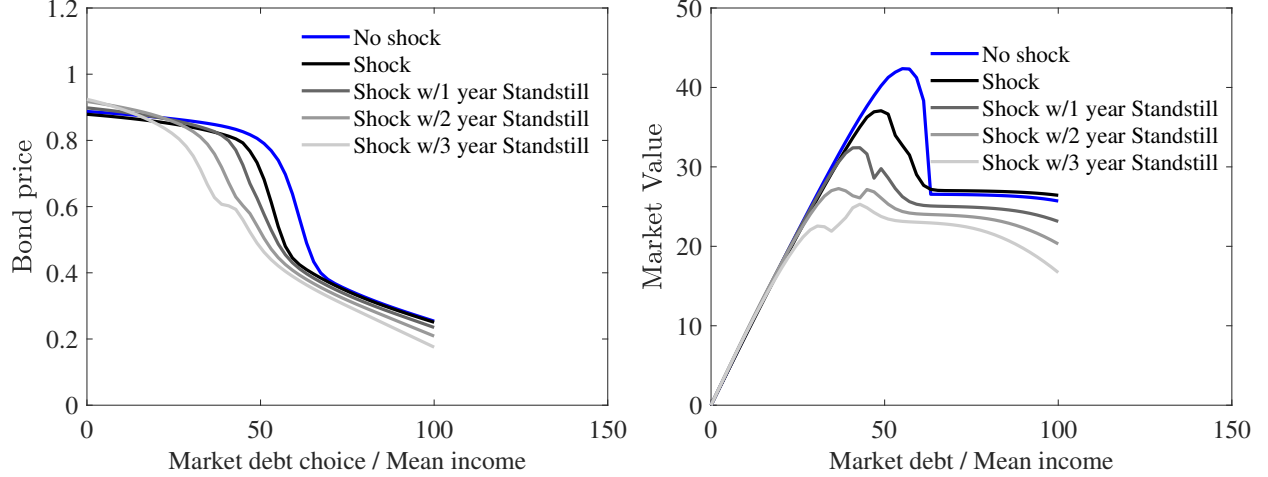 Bond price
1.2
1
0.8
0.6
0.4
0.2
0
0
50
100
150
Market debt choice / Mean income
No shock
Shock
Shock w/1 year Standstill
Shock w/2 year Standstill
Shock w/3 year Standstill
Market Value
50
40
30
20
10
0
0
50
100
150
Market debt / Mean income
No shock
Shock
Shock w/1 year Standstill
Shock w/2 year Standstill
Shock w/3 year Standstill